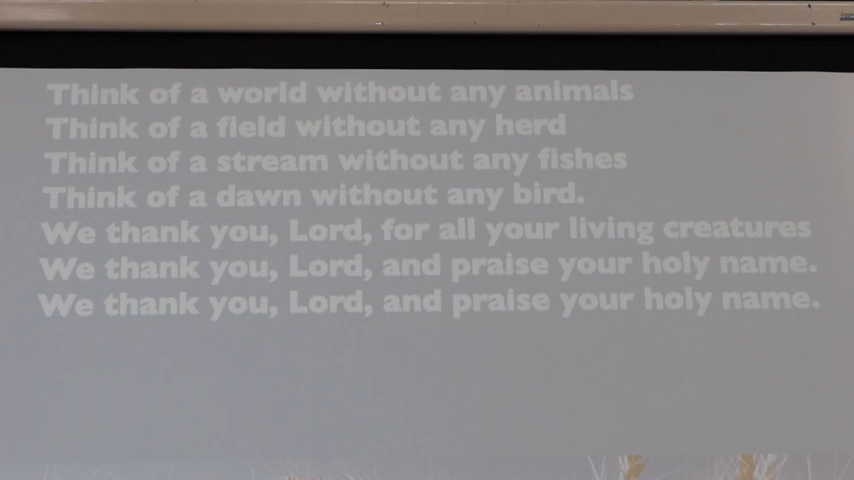 Think of a world without any animals
Think of a field without any herd
Think of a stream without any fishes
Think of a dawn without any bird.
We thank you, Lord, for all your living creatures
We thank you, Lord, and praise your holy name.
We thank you, Lord, and praise your holy name.